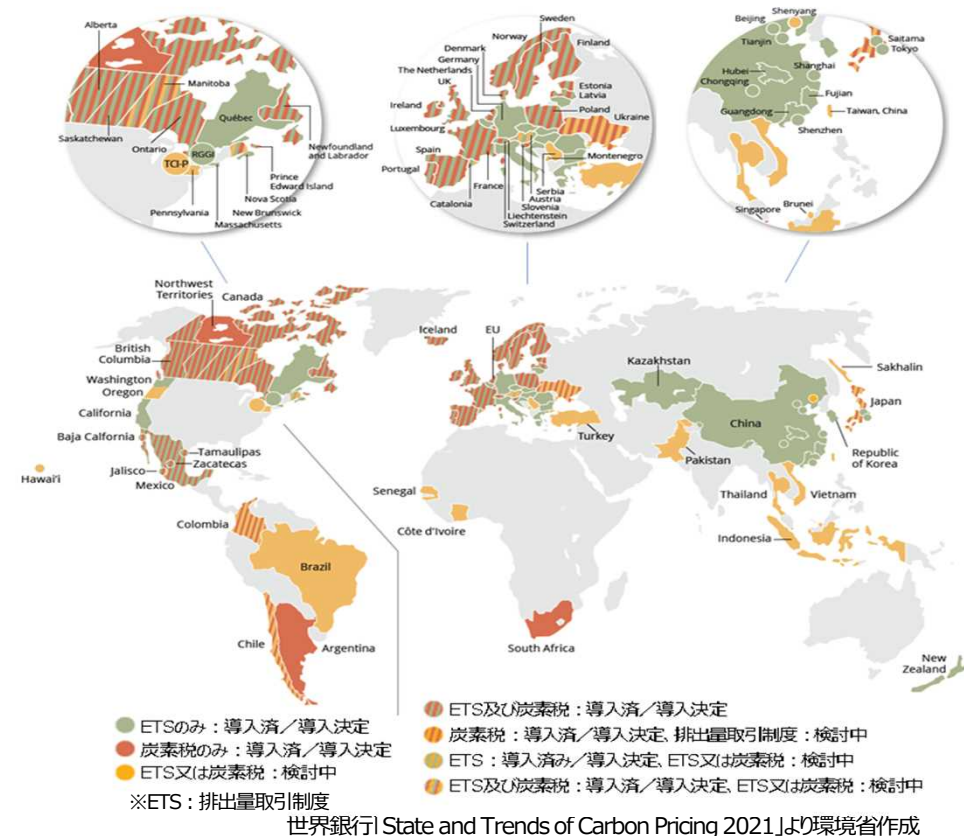 Alberta
Manitoba
Québec
Saskatchewan
Ontario
RGGI
TCI-P
Newfoundland
and Labrador
Prince
Edward Island
Nova Scotia
New Brunswick
Massachusetts
Pennsylvania
Sweden
Norway
Finland
Denmark
Germany
The Netherlands
UK
Estonia
Latvia
Ireland
Poland
Ukraine
Luxembourg
Spain
Portugal
Montenegro
France
Catalonia
Serbia
Austria
Slovenia
Liechtenstein
Switzerland
Shenyang
Beijing
Tianjin
Saitama
Tokyo
Shanghai
Hubei
Chongqing
Fujian
Guangdong
Taiwan, China
Shenzhen
Singapore
Brunei
Northwest
Territories
Canada
British
Columbia
Washington
Oregon
California
Baja Calfornia
Tamaulipas
Zacatecas
Jalisco
Mexico
Hawai'i
Colombia
Brazil
Chile
Argentina
Iceland
EU
Kazakhstan
Sakhalin
Japan
China
Turkey
Pakistan
Republic
of Korea
Senegal
Côte d'Ivoire
Thailand
Vietnam
Indonesia
South Africa
New
Zealand
ETSのみ：導入済／導入決定
炭素税のみ：導入済／導入決定
ETS又は炭素税：検討中
※ETS：排出量取引制度
ETS及び炭素税：導入済／導入決定
炭素税：導入済／導入決定、排出量取引制度：検討中
ETS：導入済み／導入決定、ETS又は炭素税：検討中
ETS及び炭素税：導入済／導入決定、ETS又は炭素税：検討中
世界銀行「State and Trends of Carbon Pricing 2021」より環境省作成